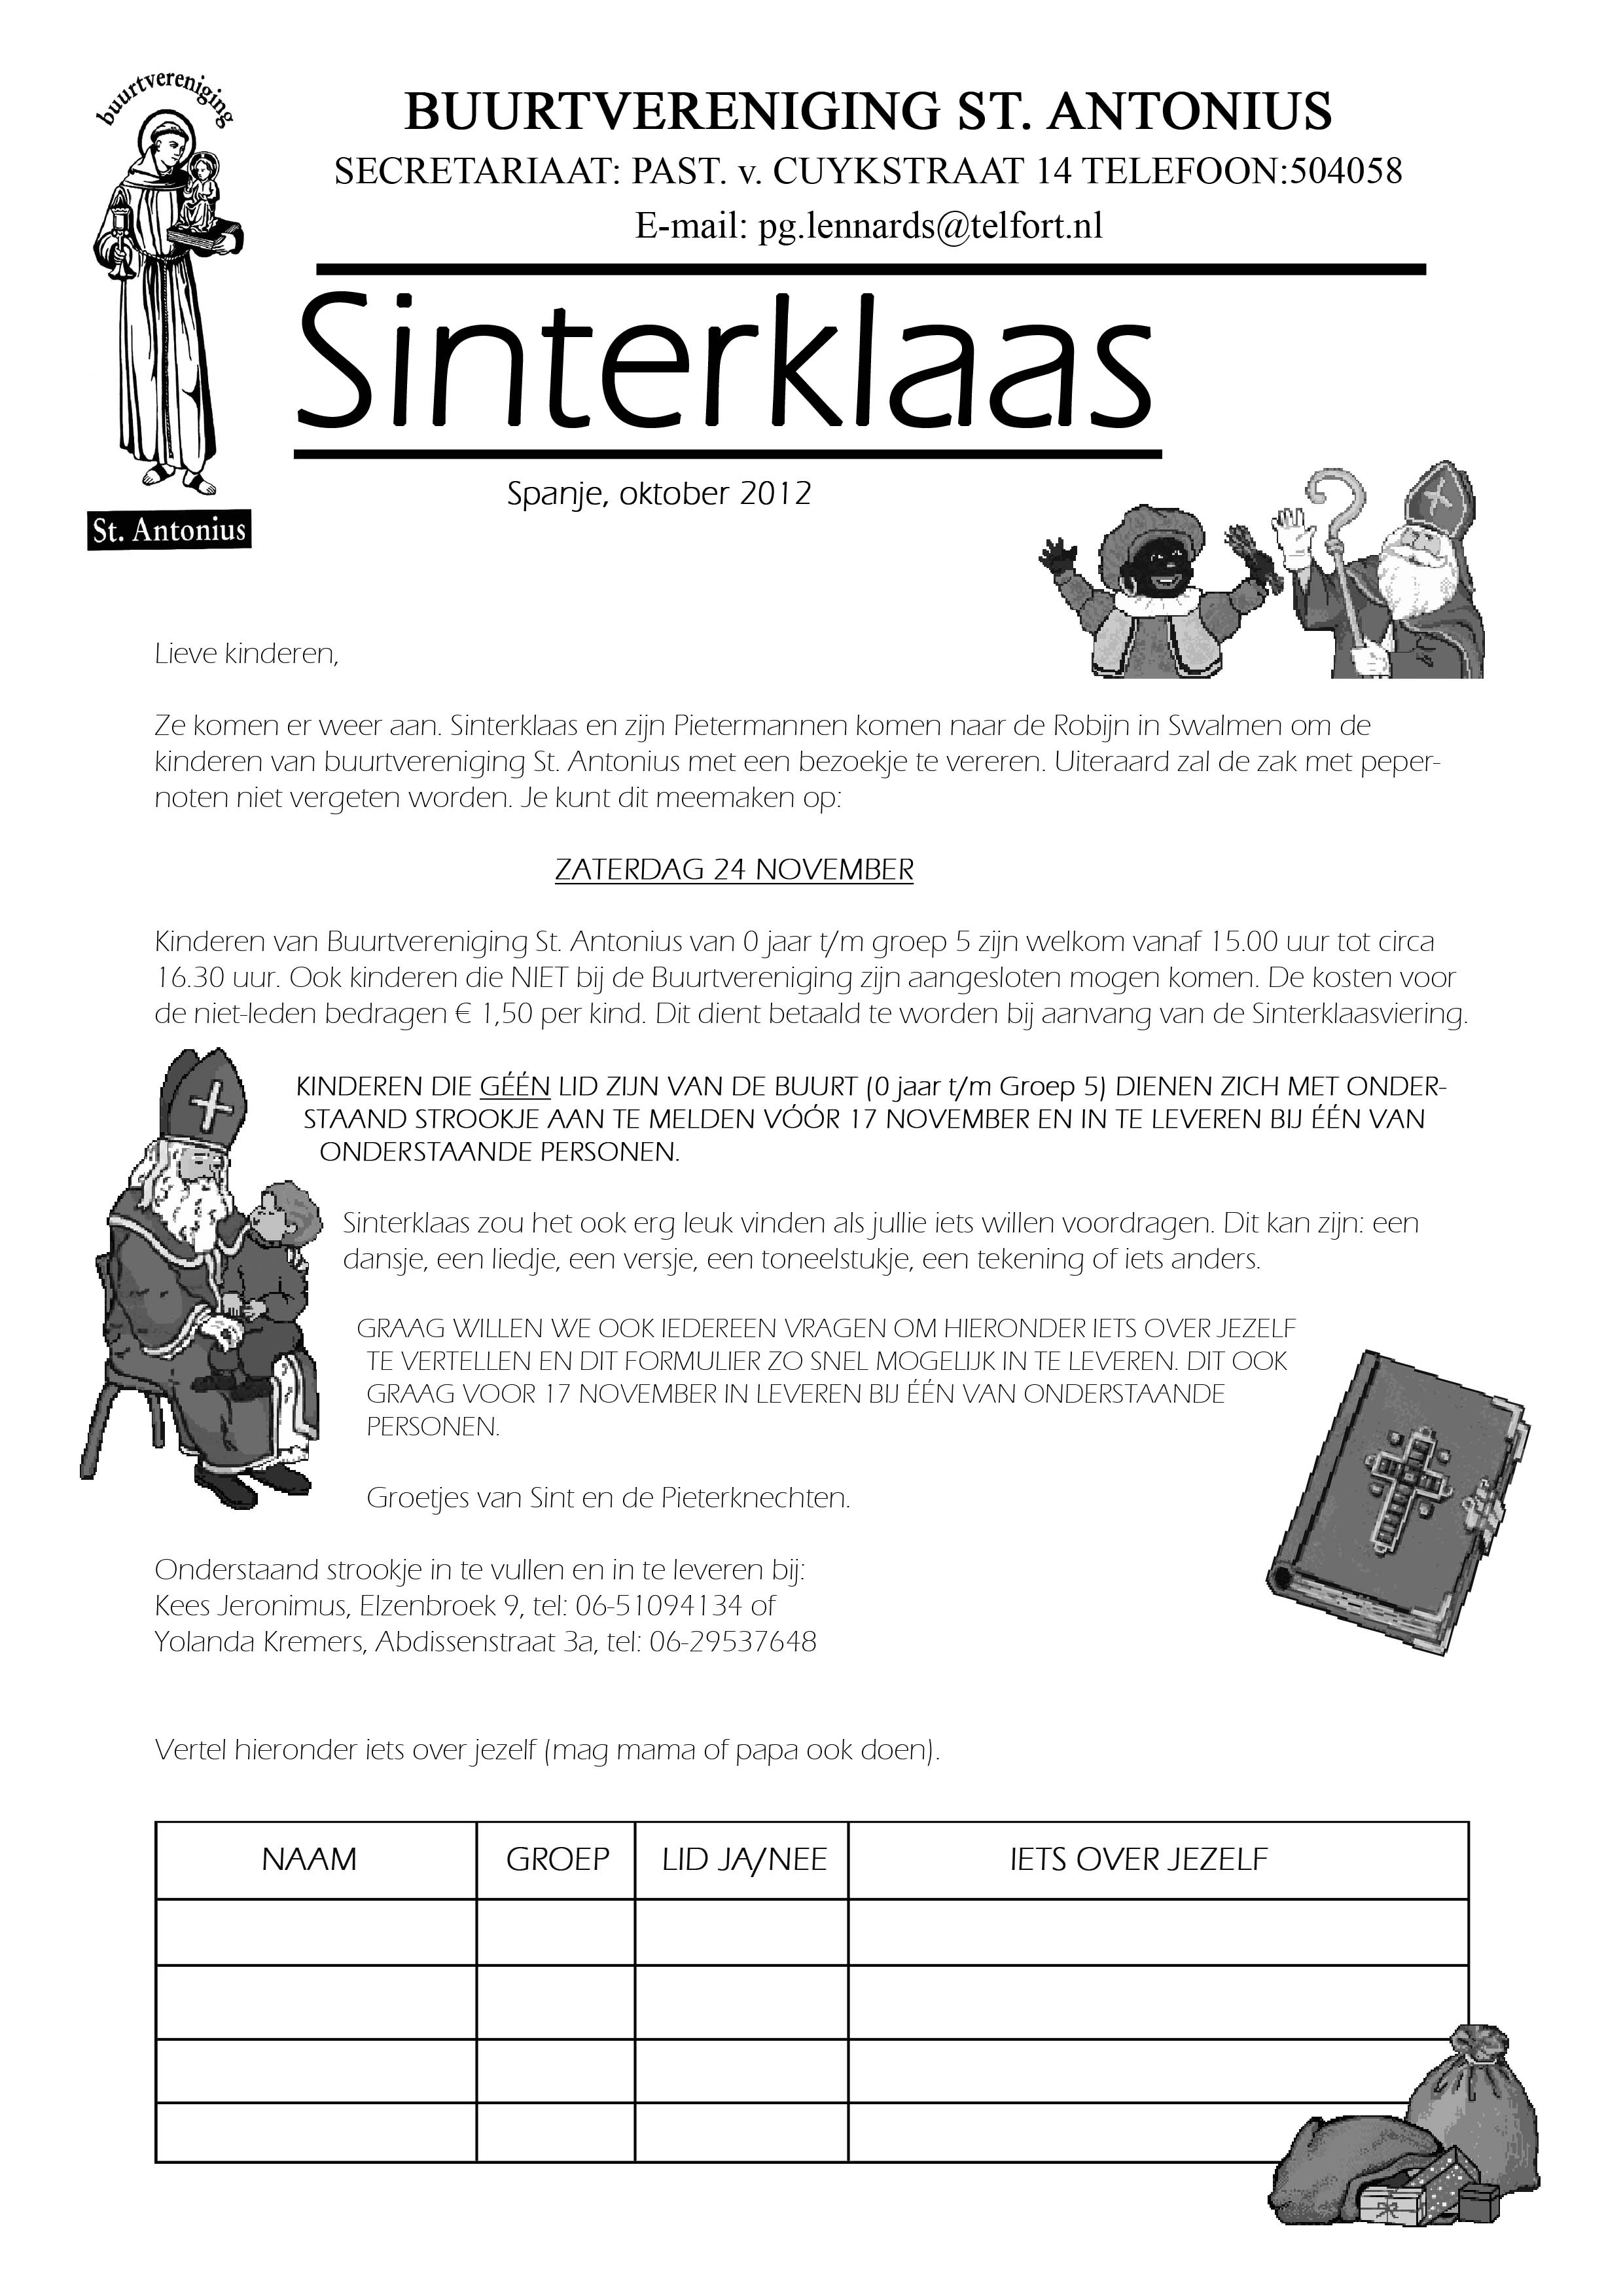 buurtvereniging
St. Antonius
BUURTVERENIGING ST. ANTONIUS
SECRETARIAAT: PAST. v. CUYKSTRAAT 14 TELEFOON:504058
E-mail: pg.lennards@telfort.nl
Sinterklaas
Spanje, oktober 2012
Lieve kinderen,
Ze komen er weer aan. Sinterklaas en zijn Pietermannen komen naar de Robijn in Swalmen om de
kinderen van buurtvereniging St. Antonius met een bezoekje te vereren. Uiteraard zal de zak met peper-
noten niet vergeten worden. Je kunt dit meemaken op:
ZATERDAG 24 NOVEMBER
Kinderen van Buurtvereniging St. Antonius van 0 jaar t/m groep 5 zijn welkom vanaf 15.00 uur tot circa
16.30 uur. Ook kinderen die NIET bij de Buurtvereniging zijn aangesloten mogen komen. De kosten voor
de niet-leden bedragen € 1,50 per kind. Dit dient betaald te worden bij aanvang van de Sinterklaasviering.
KINDEREN DIE GÉÉN LID ZIJN VAN DE BUURT (0 jaar t/m Groep 5) DIENEN ZICH MET ONDER-
STAAND STROOKJE AAN TE MELDEN VÓÓR 17 NOVEMBER EN IN TE LEVEREN BIJ ÉÉN VAN
ONDERSTAANDE PERSONEN.
Sinterklaas zou het ook erg leuk vinden als jullie iets willen voordragen. Dit kan zijn: een
dansje, een liedje, een versje, een toneelstukje, een tekening of iets anders.
GRAAG WILLEN WE OOK IEDEREEN VRAGEN OM HIERONDER IETS OVER JEZELF
TE VERTELLEN EN DIT FORMULIER ZO SNEL MOGELIJK IN TE LEVEREN. DIT OOK
GRAAG VOOR 17 NOVEMBER IN LEVEREN BIJ ÉÉN VAN ONDERSTAANDE
PERSONEN.
Groetjes van Sint en de Pieterknechten.
Onderstaand strookje in te vullen en in te leveren bij:
Kees Jeronimus, Elzenbroek 9, tel: 06-51094134 of
Yolanda Kremers, Abdissenstraat 3a, tel: 06-29537648
Vertel hieronder iets over jezelf (mag mama of papa ook doen).
NAAM GROEP LID JA/NEE IETS OVER JEZELF